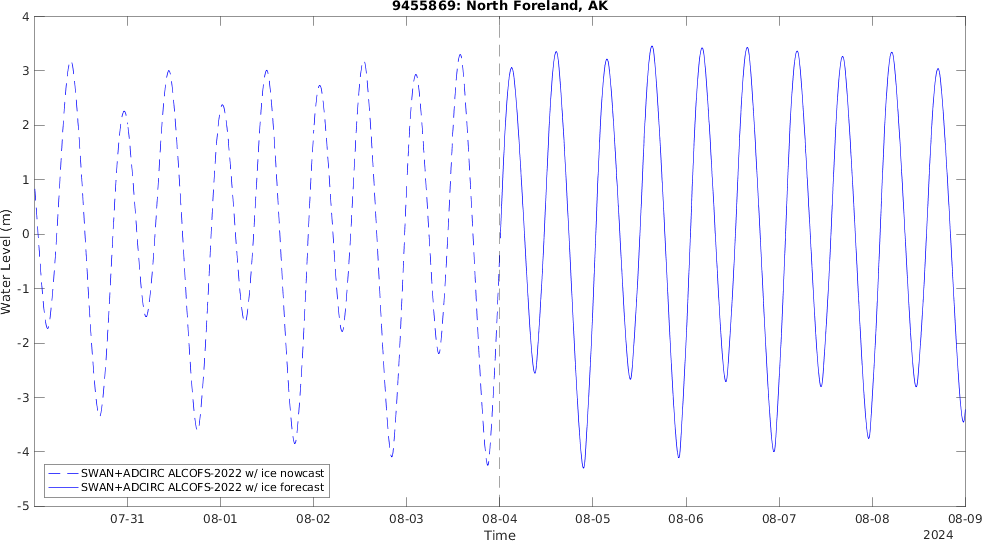 9455869: North Foreland, AK
4
3
2
1
0
-1
-2
-3
-4
-5
Water Level (m)
SWAN+ADCIRC ALCOFS-2022 w/ ice nowcast
SWAN+ADCIRC ALCOFS-2022 w/ ice forecast
07-31 08-01 08-02 08-03 08-04 08-05 08-06 08-07 08-08 08-09
Time
2024